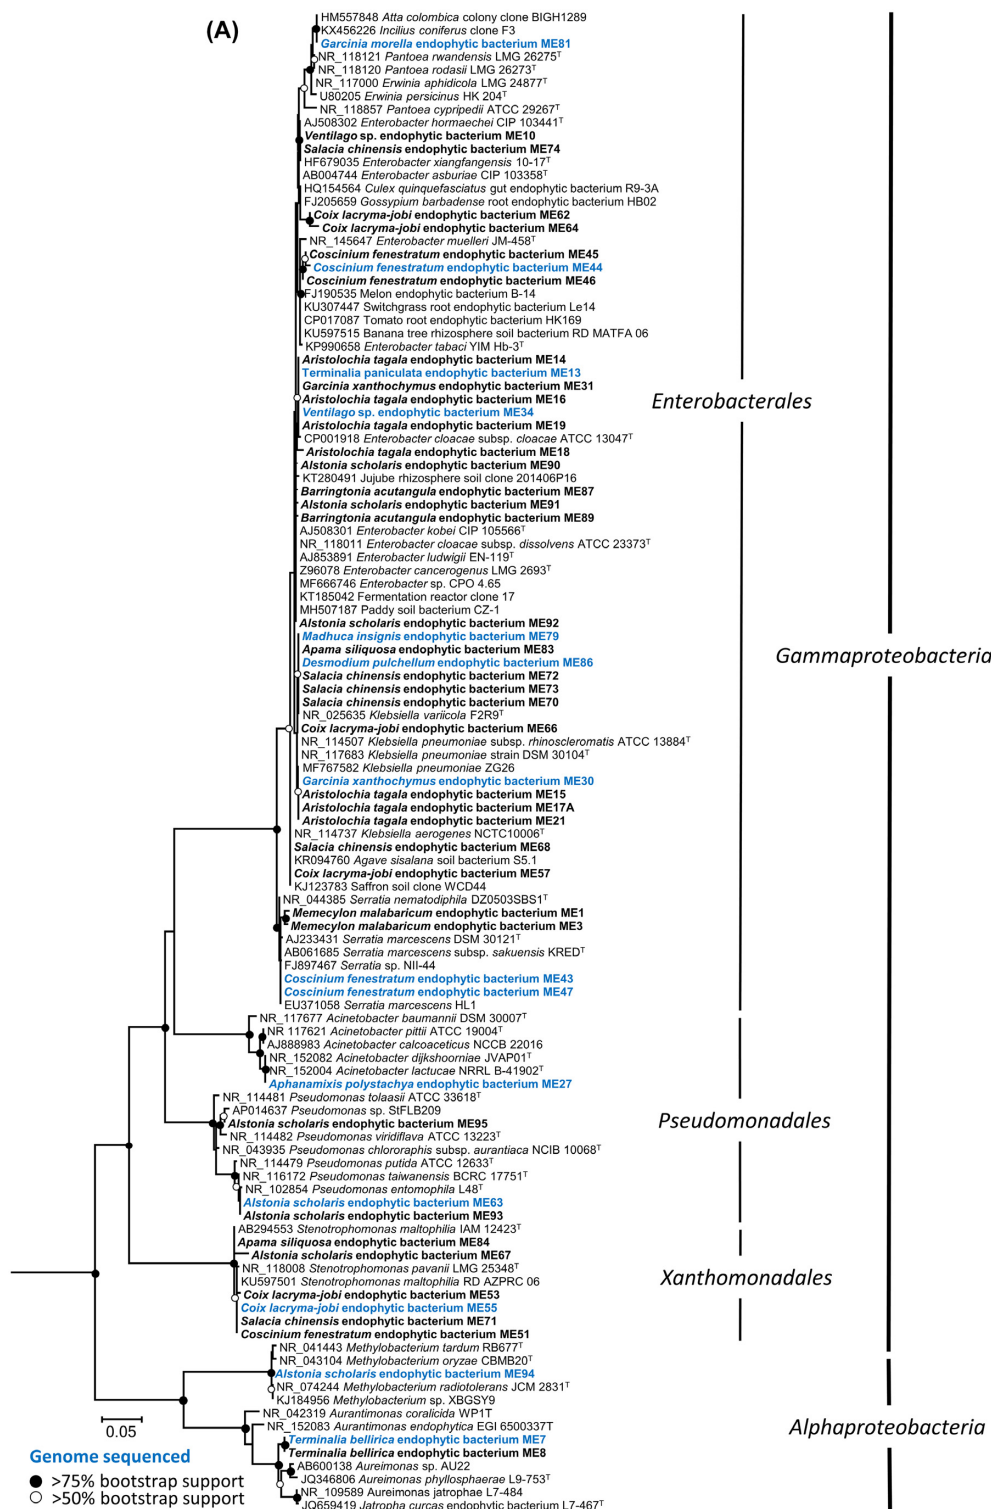 (A)
HM557848 Atta colombica colony clone BIGH1289
KX456226 Incilius coniferus clone F3
Garcinia morella endophytic bacterium ME81
NR_118121 Pantoea rwandensis LMG 26275ᵀ
NR_118120 Pantoea rodasii LMG 26273ᵀ
NR_117000 Erwinia aphidicola LMG 24877ᵀ
U80205 Erwinia persicinus HK 204ᵀ
NR_118857 Pantoea cypripedii ATCC 29267ᵀ
AJ508302 Enterobacter hormaechei CIP 103441ᵀ
Ventilago sp. endophytic bacterium ME10
Salacia chinensis endophytic bacterium ME74
HF679035 Enterobacter xiangfangensis 10-17ᵀ
AB004744 Enterobacter asburiae CIP 103358ᵀ
HQ154564 Culex quinquefasciatus gut endophytic bacterium R9-3A
FJ205659 Gossypium barbadense root endophytic bacterium HB02
Coix lacryma-jobi endophytic bacterium ME62
Coix lacryma-jobi endophytic bacterium ME64
NR_145647 Enterobacter muelleri JM-458ᵀ
Coscinium fenestratum endophytic bacterium ME45
Coscinium fenestratum endophytic bacterium ME44
Coscinium fenestratum endophytic bacterium ME46
FJ190535 Melon endophytic bacterium B-14
KU307447 Switchgrass root endophytic bacterium Le14
CP017087 Tomato root endophytic bacterium HK169
KU597515 Banana tree rhizosphere soil bacterium RD MATFA 06
KP990658 Enterobacter tabaci YIM Hb-3ᵀ
Aristolochia tagala endophytic bacterium ME14
Terminalia paniculata endophytic bacterium ME13
Garcinia xanthochymus endophytic bacterium ME31
Aristolochia tagala endophytic bacterium ME16
Enterobacterales
Ventilago sp. endophytic bacterium ME34
Aristolochia tagala endophytic bacterium ME19
CP001918 Enterobacter cloacae subsp. cloacae ATCC 13047ᵀ
Aristolochia tagala endophytic bacterium ME18
Alstonia scholaris endophytic bacterium ME90
KT280491 Jujube rhizosphere soil clone 201406P16
Barringtonia acutangula endophytic bacterium ME87
Alstonia scholaris endophytic bacterium ME91
Barringtonia acutangula endophytic bacterium ME89
AJ508301 Enterobacter kobei CIP 105566ᵀ
NR_118011 Enterobacter cloacae subsp. dissolvens ATCC 23373ᵀ
AJ853891 Enterobacter ludwigii EN-119ᵀ
Z96078 Enterobacter cancerogenus LMG 2693ᵀ
MF666746 Enterobacter sp. CPO 4.65
KT185042 Fermentation reactor clone 17
MH507187 Paddy soil bacterium CZ-1
Alstonia scholaris endophytic bacterium ME92
Madhuca insignis endophytic bacterium ME79
Apama siliquosa endophytic bacterium ME83
Gammaproteobacteria
Desmodium pulchellum endophytic bacterium ME86
Salacia chinensis endophytic bacterium ME72
Salacia chinensis endophytic bacterium ME73
Salacia chinensis endophytic bacterium ME70
NR_025635 Klebsiella variicola F2R9ᵀ
Coix lacryma-jobi endophytic bacterium ME66
NR_114507 Klebsiella pneumoniae subsp. rhinoscleromatis ATCC 13884ᵀ
NR_117683 Klebsiella pneumoniae strain DSM 30104ᵀ
MF767582 Klebsiella pneumoniae ZG26
Garcinia xanthochymus endophytic bacterium ME30
Aristolochia tagala endophytic bacterium ME15
Aristolochia tagala endophytic bacterium ME17A
Aristolochia tagala endophytic bacterium ME21
NR_114737 Klebsiella aerogenes NCTC10006ᵀ
Salacia chinensis endophytic bacterium ME68
KR094760 Agave sisalana soil bacterium S5.1
Coix lacryma-jobi endophytic bacterium ME57
KJ123783 Saffron soil clone WCD44
NR_044385 Serratia nematodiphila DZ0503SBS1ᵀ
Memecylon malabaricum endophytic bacterium ME1
Memecylon malabaricum endophytic bacterium ME3
AJ233431 Serratia marcescens DSM 30121ᵀ
AB061685 Serratia marcescens subsp. sakuensis KREDᵀ
FJ897467 Serratia sp. NII-44
Coscinium fenestratum endophytic bacterium ME43
Coscinium fenestratum endophytic bacterium ME47
EU371058 Serratia marcescens HL1
NR_117677 Acinetobacter baumannii DSM 30007ᵀ
NR 117621 Acinetobacter pittii ATCC 19004ᵀ
AJ888983 Acinetobacter calcoaceticus NCCB 22016
NR_152082 Acinetobacter dijkshoorniae JVAP01ᵀ
NR_152004 Acinetobacter lactucae NRRL B-41902ᵀ
Aphanamixis polystachya endophytic bacterium ME27
NR_114481 Pseudomonas tolaasii ATCC 33618ᵀ
AP014637 Pseudomonas sp. StFLB209
Alstonia scholaris endophytic bacterium ME95
Pseudomonadales
NR_114482 Pseudomonas viridiflava ATCC 13223ᵀ
NR_043935 Pseudomonas chlororaphis subsp. aurantiaca NCIB 10068ᵀ
NR_114479 Pseudomonas putida ATCC 12633ᵀ
NR_116172 Pseudomonas taiwanensis BCRC 17751ᵀ
NR_102854 Pseudomonas entomophila L48ᵀ
Alstonia scholaris endophytic bacterium ME63
Alstonia scholaris endophytic bacterium ME93
AB294553 Stenotrophomonas maltophilia IAM 12423ᵀ
Apama siliquosa endophytic bacterium ME84
Alstonia scholaris endophytic bacterium ME67
NR_118008 Stenotrophomonas pavanii LMG 25348ᵀ
Xanthomonadales
KU597501 Stenotrophomonas maltophilia RD AZPRC 06
Coix lacryma-jobi endophytic bacterium ME53
Coix lacryma-jobi endophytic bacterium ME55
Salacia chinensis endophytic bacterium ME71
Coscinium fenestratum endophytic bacterium ME51
NR_041443 Methylobacterium tardum RB677ᵀ
NR_043104 Methylobacterium oryzae CBMB20ᵀ
Alstonia scholaris endophytic bacterium ME94
NR_074244 Methylobacterium radiotolerans JCM 2831ᵀ
KJ184956 Methylobacterium sp. XBGSY9
NR_042319 Aurantimonas coralicida WP1T
NR_152083 Aurantimonas endophytica EGI 6500337T
Alphaproteobacteria
0.05
Terminalia bellirica endophytic bacterium ME7
Terminalia bellirica endophytic bacterium ME8
Genome sequenced
AB600138 Aureimonas sp. AU22
JQ346806 Aureimonas phyllosphaerae L9-753ᵀ
>75% bootstrap support
NR_109589 Aureimonas jatrophae L7-484
>50% bootstrap support
JQ659419 Jatropha curcas endophytic bacterium L7-467ᵀ